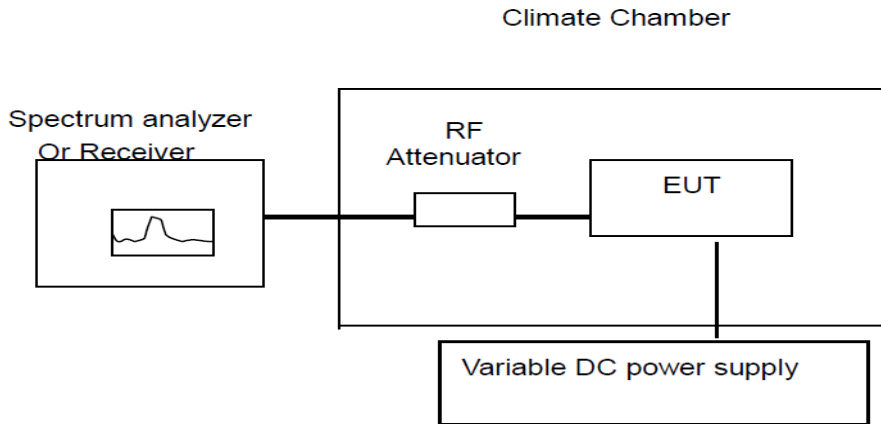 Climate Chamber
Spectrum analyzer
Or Receiver
RF
Attenuator
EUT
Variable DC power supply